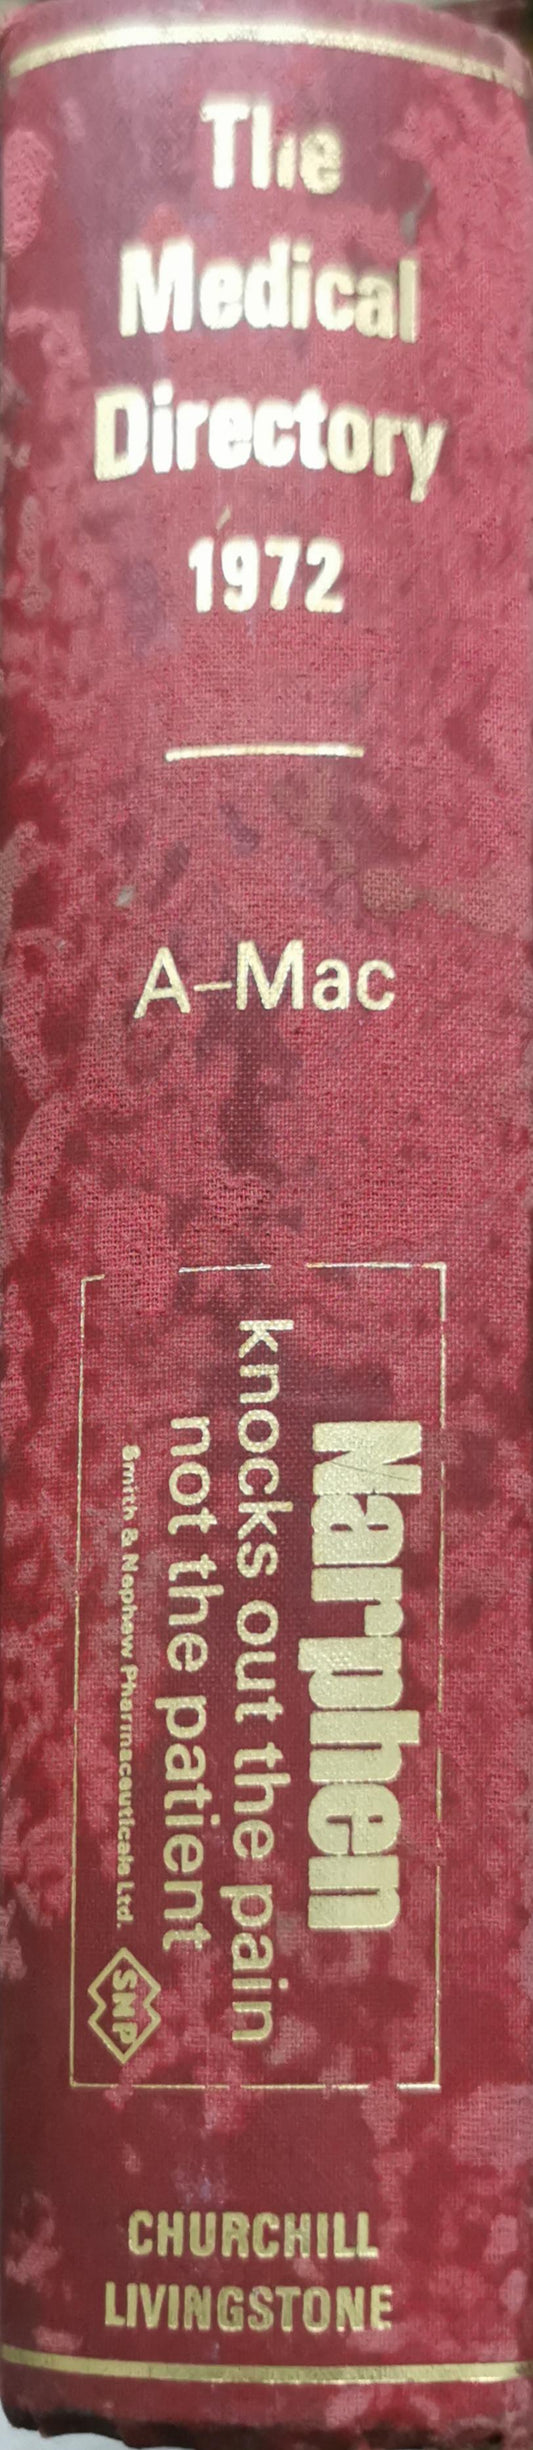 The
Medical
Directory
1972
A–Mac
Narphen
knocks out the pain
not the patient
Smith & Nephew Pharmaceuticals Ltd.
SNP
CHURCHILL
LIVINGSTONE